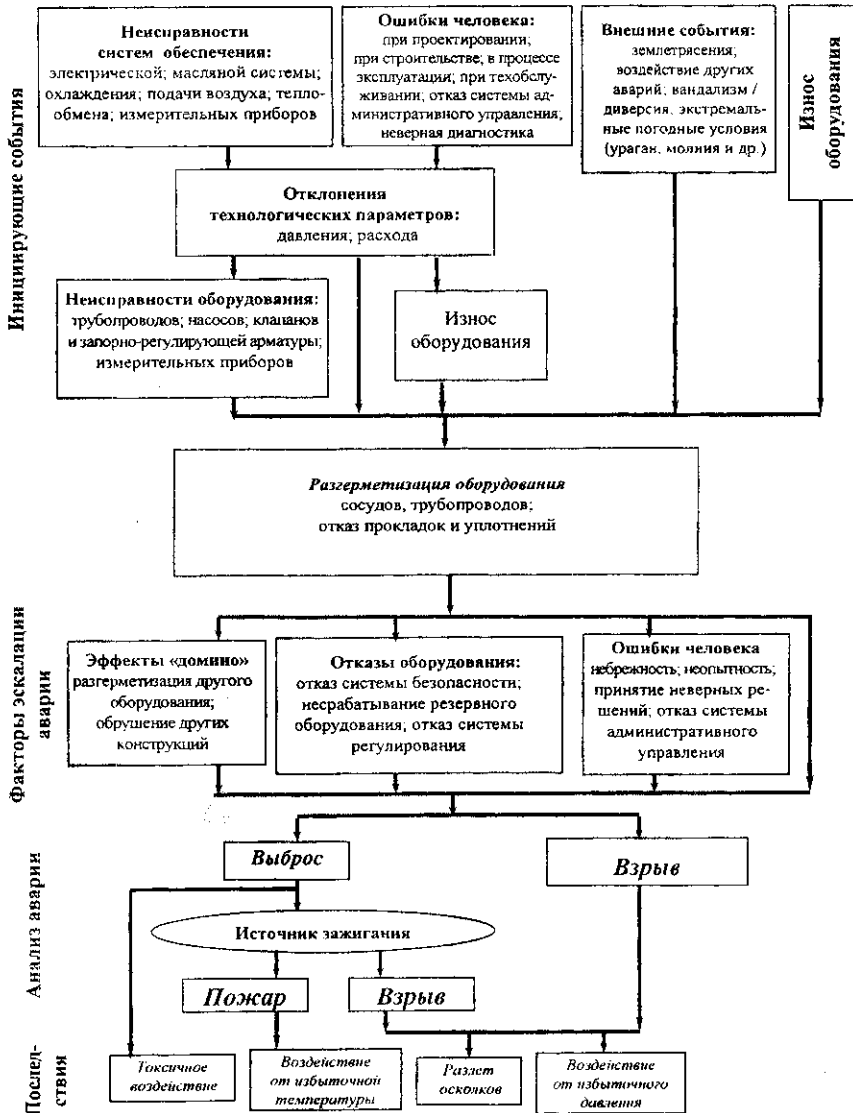 Инициирующие события
Неисправности
систем обеспечения:
электрической; масляной системы;
охлаждения; подачи воздуха; тепло-
обмена; измерительных приборов
Ошибки человека:
при проектировании;
при строительстве; в процессе
эксплуатации; при техобслу-
живании; отказ системы ад-
министративного управления;
неверная диагностика
Внешние события:
землетрясения;
воздействие других
аварий; вандализм /
диверсия, экстремаль-
ные погодные условия
(ураган, молния и др.)
Износ
оборудования
Отклонения
технологических параметров:
давления; расхода
Неисправности оборудования:
трубопроводов; насосов; клапанов
и запорно-регулирующей арматуры;
измерительных приборов
Износ
оборудования
Разгерметизация оборудования
сосудов, трубопроводов;
отказ прокладок и уплотнений
Факторы эскалации
аварии
Эффекты «домино»
разгерметизация другого
оборудования;
обрушение других
конструкций
Отказы оборудования:
отказ системы безопасности;
несрабатывание резервного
оборудования; отказ системы
регулирования
Ошибки человека
небрежность; неопытность;
принятие неверных ре-
шений; отказ системы
административного
управления
Анализ аварии
Выброс
Взрыв
Источник зажигания
Пожар
Взрыв
Послед-
ствия
Токсичное
воздействие
Воздействие
от избыточной
температуры
Разлет
осколков
Воздействие
от избыточного
давления